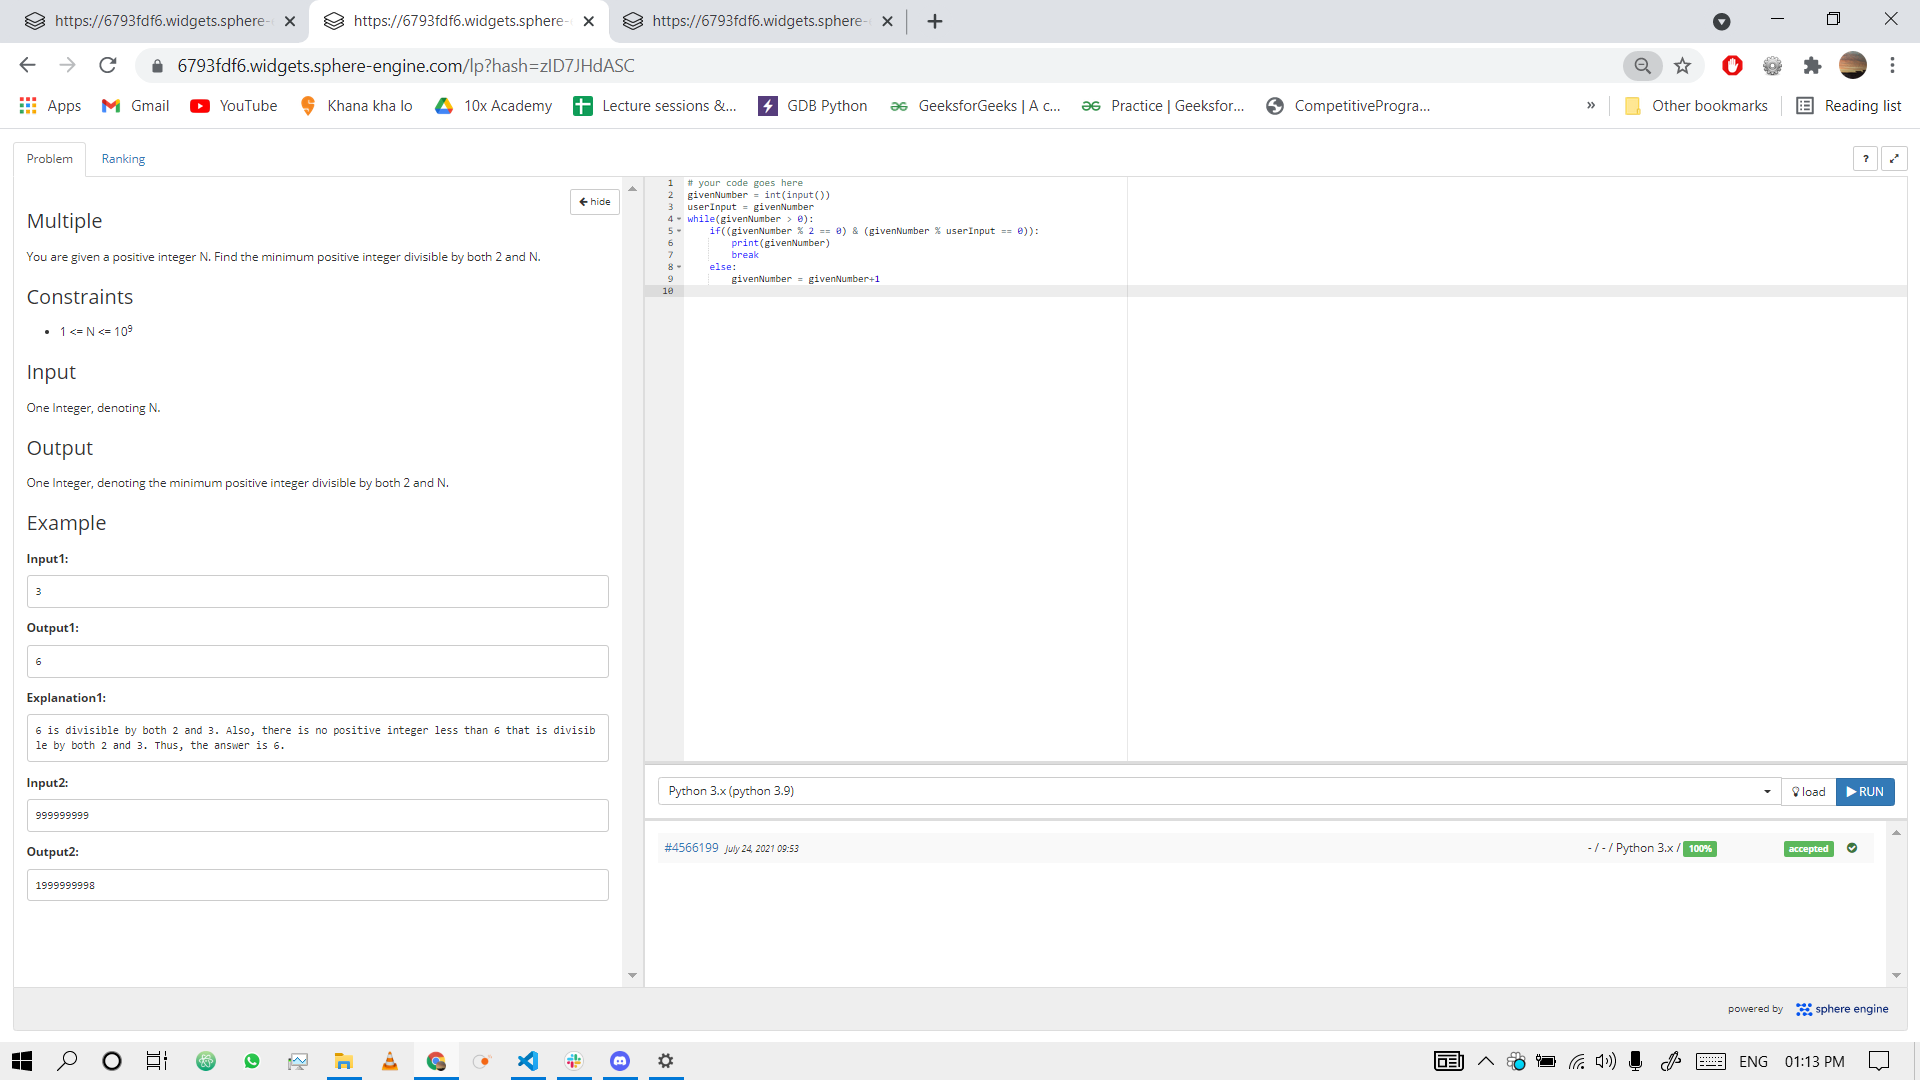 https://6793fdf6.widgets.sphere-
https://6793fdf6.widgets.sphere-
https://6793fdf6.widgets.sphere-
6793fdf6.widgets.sphere-engine.com/lp?hash=zID7JHdASC
Apps Gmail YouTube Khana kha lo 10x Academy Lecture sessions &... GDB Python GeeksforGeeks | A c... Practice | Geeksfor... CompetitiveProgra... » Other bookmarks Reading list
Problem Ranking ?
hide
Multiple
You are given a positive integer N. Find the minimum positive integer divisible by both 2 and N.
Constraints
• 1 <= N <= 10⁹
Input
One Integer, denoting N.
Output
One Integer, denoting the minimum positive integer divisible by both 2 and N.
Example
Input1:
3
Output1:
6
Explanation1:
6 is divisible by both 2 and 3. Also, there is no positive integer less than 6 that is divisib
le by both 2 and 3. Thus, the answer is 6.
Input2:
999999999
Output2:
1999999998
1 # your code goes here
2 givenNumber = int(input())
3 userInput = givenNumber
4 while(givenNumber > 0):
5 if((givenNumber % 2 == 0) & (givenNumber % userInput == 0)):
6 print(givenNumber)
7 break
8 else:
9 givenNumber = givenNumber+1
10
Python 3.x (python 3.9) load RUN
#4566199 July 24, 2021 09:53 - / - / Python 3.x / 100% accepted
powered by sphere engine
ENG 01:13 PM